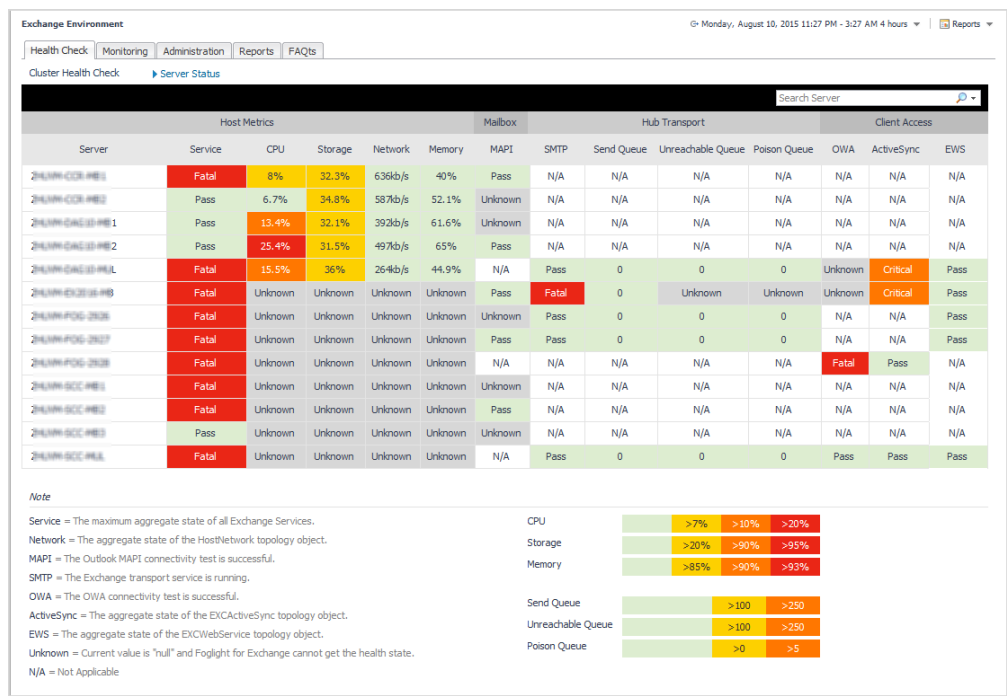 Exchange Environment
Monday, August 10, 2015 11:27 PM - 3:27 AM 4 hours
Reports
Health Check Monitoring Administration Reports FAQts
Cluster Health Check Server Status
Search Server
Host Metrics Mailbox Hub Transport Client Access
Server Service CPU Storage Network Memory MAPI SMTP Send Queue Unreachable Queue Poison Queue OWA ActiveSync EWS
Fatal 8% 32.3% 636kb/s 40% Pass N/A N/A N/A N/A N/A N/A N/A
Pass 6.7% 34.8% 587kb/s 52.1% Unknown N/A N/A N/A N/A N/A N/A N/A
Pass 13.4% 32.1% 392kb/s 61.6% Unknown N/A N/A N/A N/A N/A N/A N/A
Pass 25.4% 31.5% 497kb/s 65% Pass N/A N/A N/A N/A N/A N/A N/A
Fatal 15.5% 36% 264kb/s 44.9% N/A Pass 0 0 0 Unknown Critical Pass
Fatal Unknown Unknown Unknown Unknown Pass Fatal 0 Unknown Unknown Unknown Critical Pass
Fatal Unknown Unknown Unknown Unknown Unknown Pass 0 0 0 N/A N/A Pass
Fatal Unknown Unknown Unknown Unknown Pass Pass 0 0 0 N/A N/A Pass
Fatal Unknown Unknown Unknown Unknown N/A N/A N/A N/A N/A Fatal Pass N/A
Fatal Unknown Unknown Unknown Unknown Unknown N/A N/A N/A N/A N/A N/A N/A
Fatal Unknown Unknown Unknown Unknown Pass N/A N/A N/A N/A N/A N/A N/A
Pass Unknown Unknown Unknown Unknown Unknown N/A N/A N/A N/A N/A N/A N/A
Fatal Unknown Unknown Unknown Unknown N/A Pass 0 0 0 Pass Pass Pass
Note
Service = The maximum aggregate state of all Exchange Services.
Network = The aggregate state of the HostNetwork topology object.
MAPI = The Outlook MAPI connectivity test is successful.
SMTP = The Exchange transport service is running.
OWA = The OWA connectivity test is successful.
ActiveSync = The aggregate state of the EXCActiveSync topology object.
EWS = The aggregate state of the EXCWebService topology object.
Unknown = Current value is "null" and Foglight for Exchange cannot get the health state.
N/A = Not Applicable
CPU >7% >10% >20%
Storage >20% >90% >95%
Memory >85% >90% >93%
Send Queue >100 >250
Unreachable Queue >100 >250
Poison Queue >0 >5